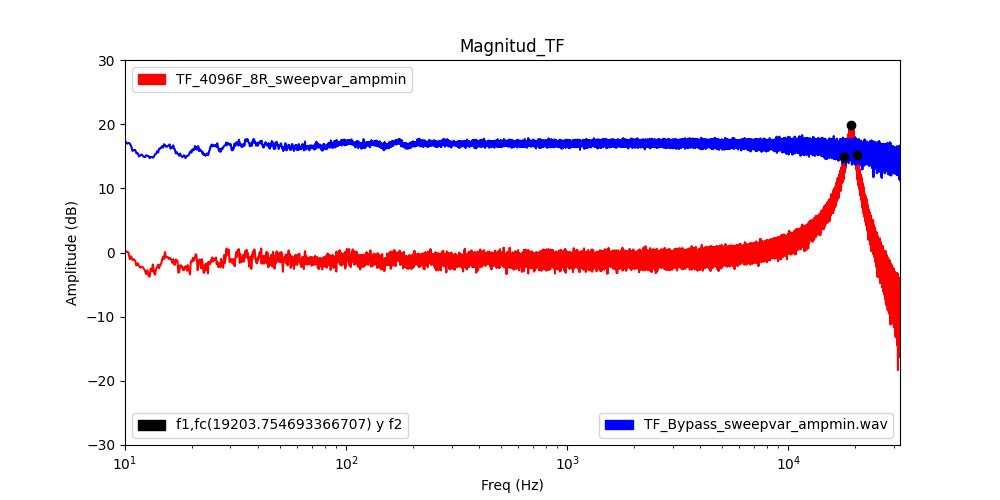 Magnitud_TF
30
20
10
0
−10
−20
−30
Amplitude (dB)
TF_4096F_8R_sweepvar_ampmin
f1,fc(19203.754693366707) y f2
TF_Bypass_sweepvar_ampmin.wav
10¹
10²
10³
10⁴
Freq (Hz)